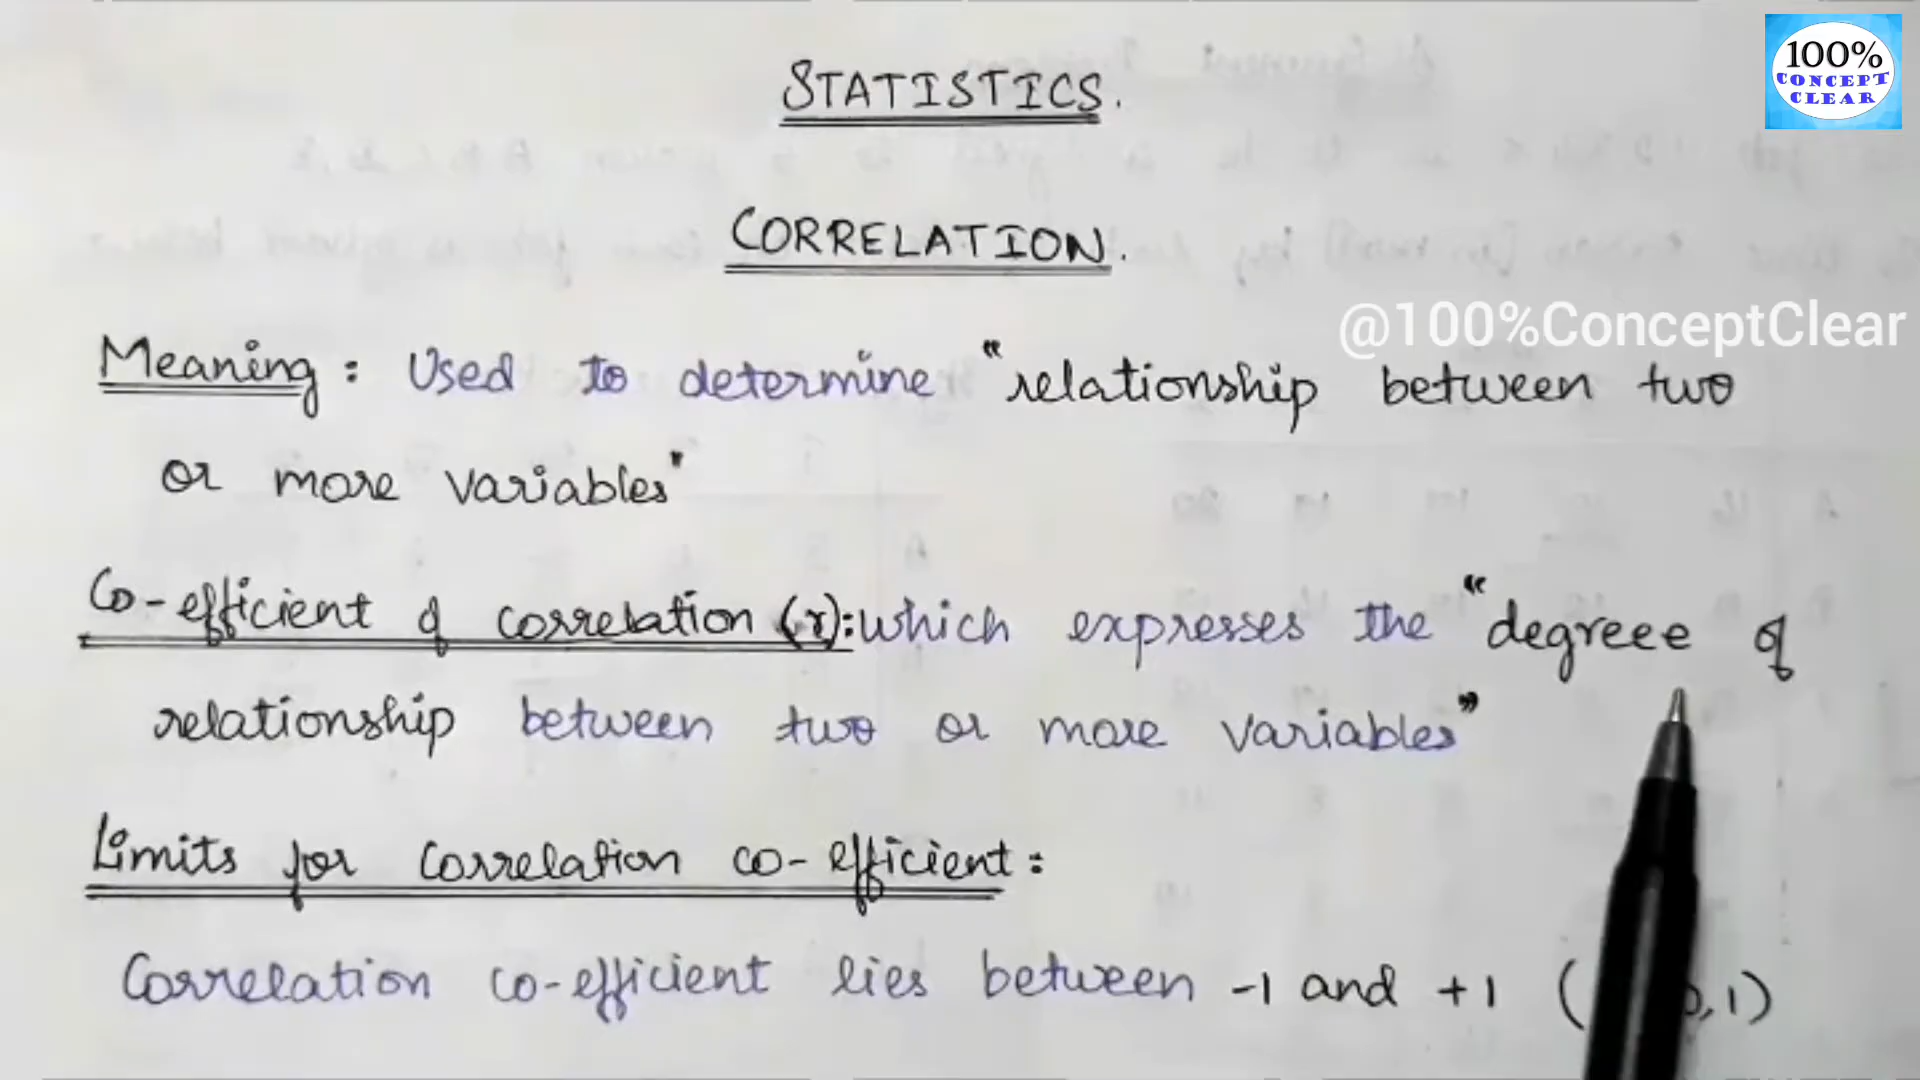 STATISTICS.
100%
CONCEPT
CLEAR
CORRELATION.
@100%ConceptClear
Meaning: Used to determine "relationship between two
or more variables"
Co-efficient of correlation (r): which expresses the "degreee of
relationship between two or more variables"
Limits for correlation co-efficient:
Correlation co-efficient lies between -1 and +1 ( 0,1)